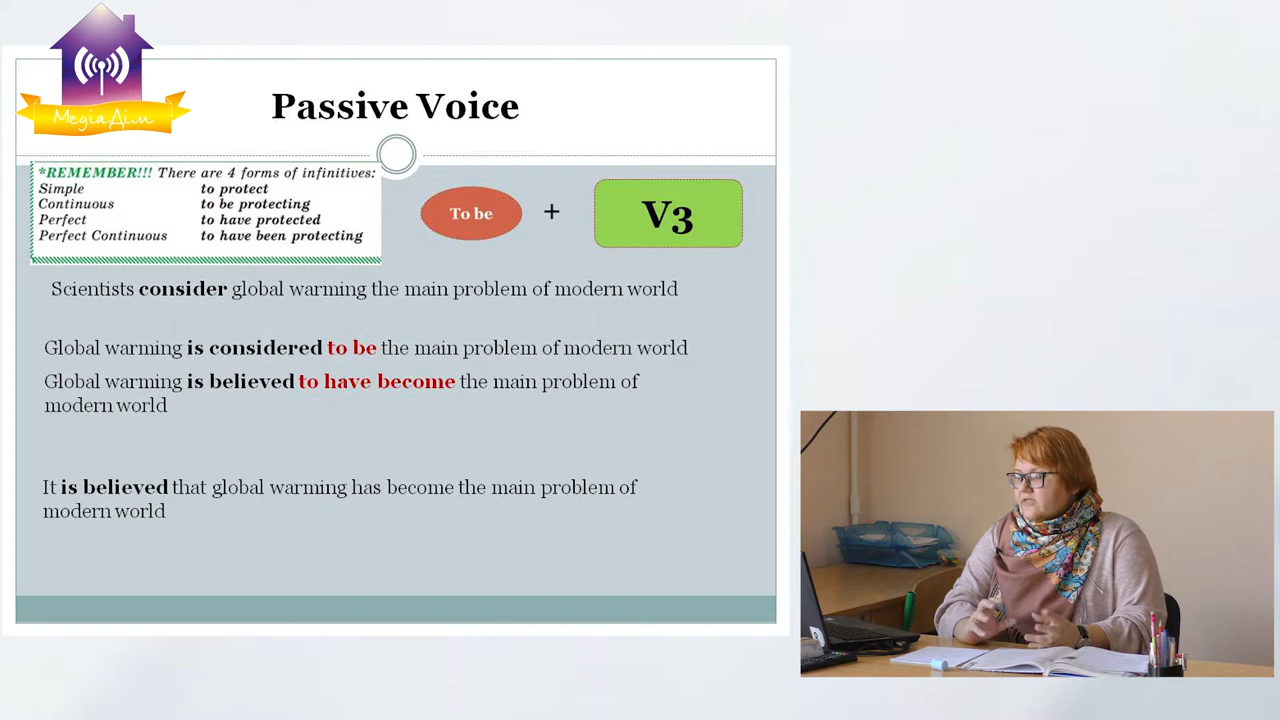 МедіаДім
Passive Voice
*REMEMBER!!! There are 4 forms of infinitives:
Simple to protect
Continuous to be protecting
Perfect to have protected
Perfect Continuous to have been protecting
To be + V3
Scientists consider global warming the main problem of modern world
Global warming is considered to be the main problem of modern world
Global warming is believed to have become the main problem of
modern world
It is believed that global warming has become the main problem of
modern world